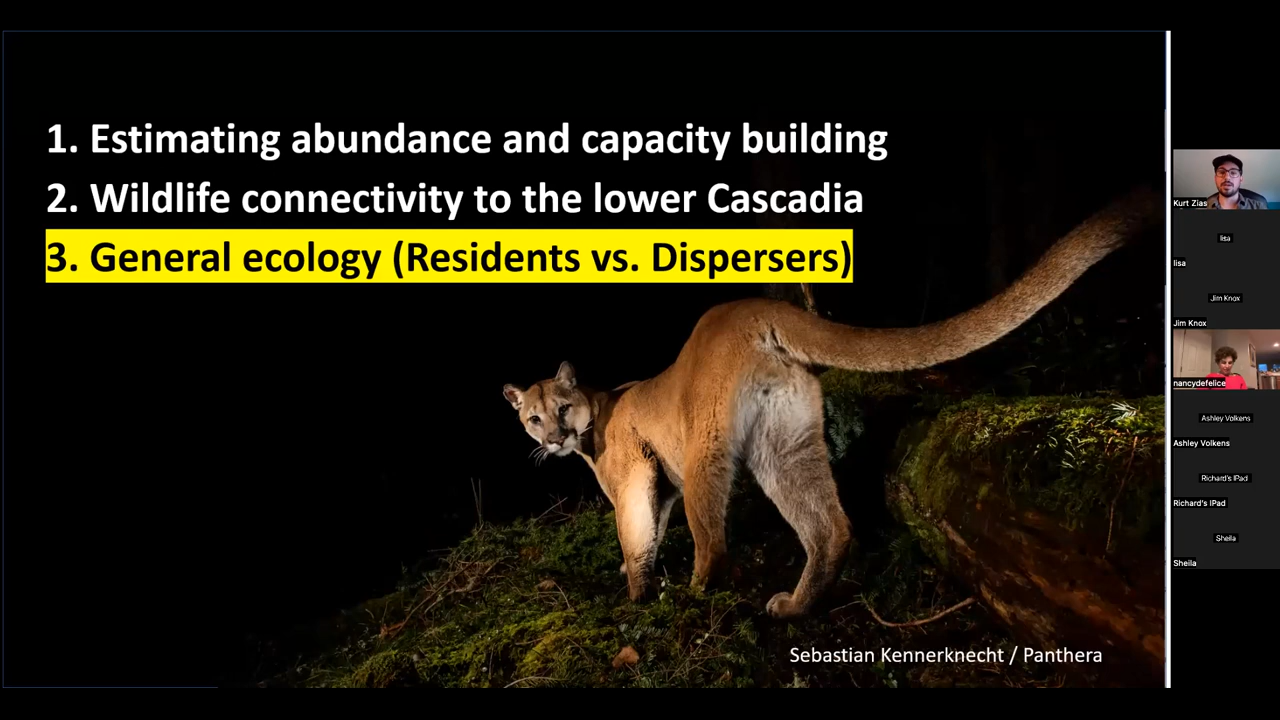 1. Estimating abundance and capacity building
2. Wildlife connectivity to the lower Cascadia
3. General ecology (Residents vs. Dispersers)
Sebastian Kennerknecht / Panthera
Kurt Zias
lisa
lisa
Jim Knox
Jim Knox
nancydefelice
Ashley Volkens
Ashley Volkens
Richard's IPad
Richard's IPad
Sheila
Sheila